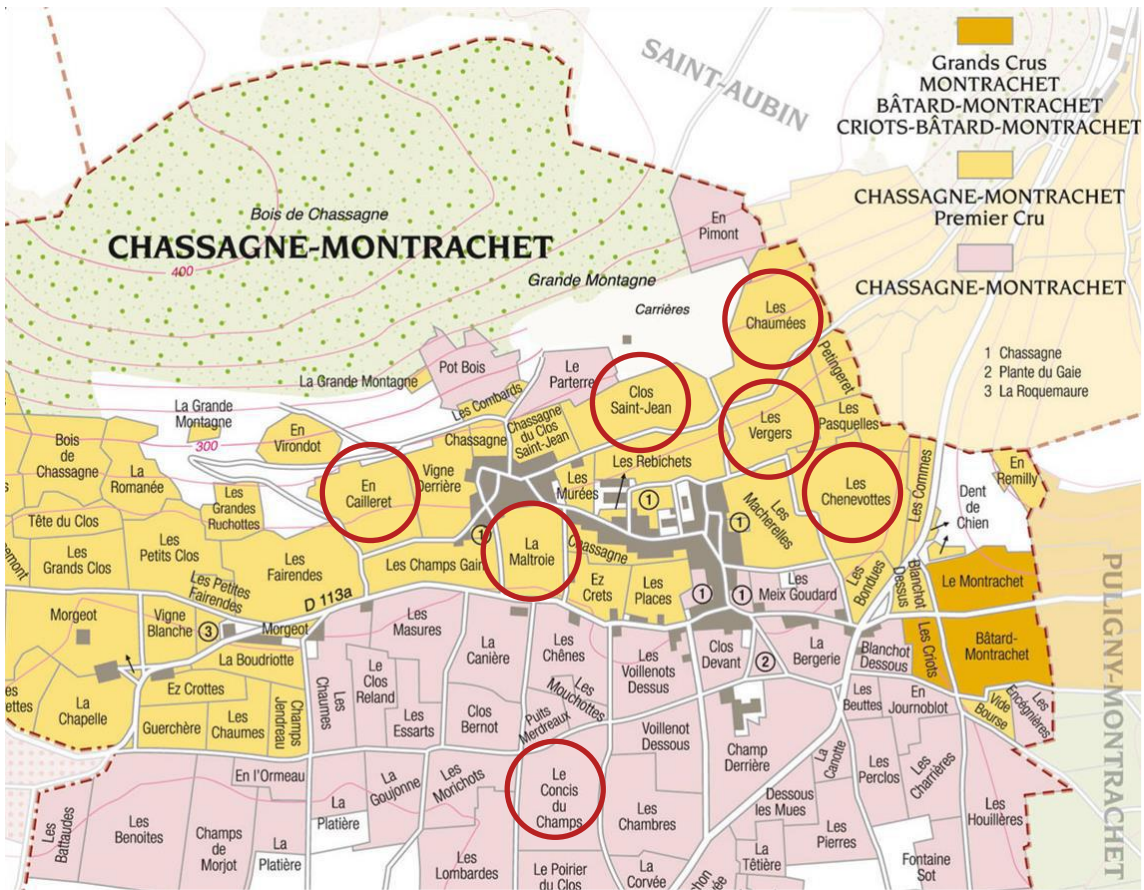 SAINT-AUBIN
Grands Crus
MONTRACHET
BÂTARD-MONTRACHET
CRIOTS-BÂTARD-MONTRACHET
CHASSAGNE-MONTRACHET
Premier Cru
CHASSAGNE-MONTRACHET
1 Chassagne
2 Plante du Gaie
3 La Roquemaure
Bois de Chassagne
CHASSAGNE-MONTRACHET
400
Grande Montagne
Carrières
En
Pimont
Les
Chaumées
Petingeret
Pot Bois
Le
Parterre
La Grande Montagne
Les Combards
Clos
Saint-Jean
La Grande
Montagne
300
En
Virondot
Chassagne
Chassagne
du Clos
Saint-Jean
Les
Vergers
Les
Pasquelles
Bois
de
Chassagne
La
Romanée
Les
Grandes
Ruchottes
En
Cailleret
Vigne
Derrière
Les
Murées
Les Rebichets
1
Les
Macherelles
1
Les
Chenevottes
Les Commes
En
Remilly
Dent
de
Chien
Tête du Clos
Les
Grands Clos
Les
Petits Clos
Les
Fairendes
Les Petites
Fairendes
Les Champs Gain
1
La
Maltroie
Chassagne
Ez
Crets
Les
Places
1
1
Les
Meix Goudard
Les
Bondues
Blanchot
Dessus
Le Montrachet
Bâtard-
Montrachet
Les Criots
PULIGNY-MONTRACHET
D 113a
Morgeot
Vigne
Blanche
3
Morgeot
La Boudriotte
Ez Crottes
La
Chapelle
Guerchère
Les
Chaumes
Champs
Jendreau
Les
Chaumes
Les
Masures
Le
Clos
Reland
Les
Essarts
La
Canière
Clos
Bernot
Les
Chênes
Les
Mouchottes
Puits
Merdreaux
Les
Voillenots
Dessus
Clos
Devant
2
La
Bergerie
Blanchot
Dessous
Les
Beuttes
En
Journoblot
Vide
Bourse
Les
Encégnières
Voillenot
Dessous
Champ
Derrière
La
Canotte
Les
Perclos
Les
Charrières
Les
Houillères
Les
Battaudes
Les
Benoites
En l'Ormeau
Champs
de
Morjot
La
Platière
La
Platière
La
Goujonne
Les
Morichots
Les
Lombardes
Le
Concis
du
Champs
Le Poirier
du Clos
Les
Chambres
La
Corvée
Dessous
les Mues
La
Têtière
Les
Pierres
Fontaine
Sot